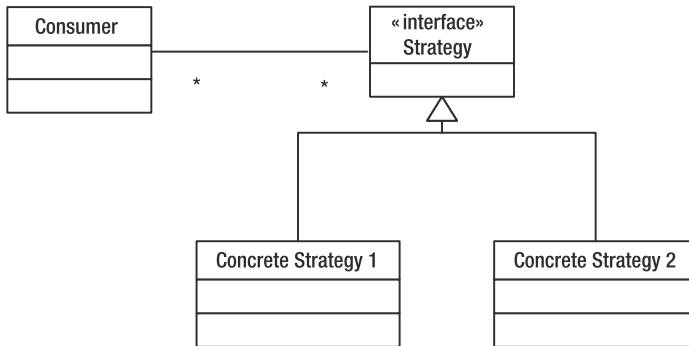 Consumer
«interface»
Strategy
*
*
Concrete Strategy 1
Concrete Strategy 2